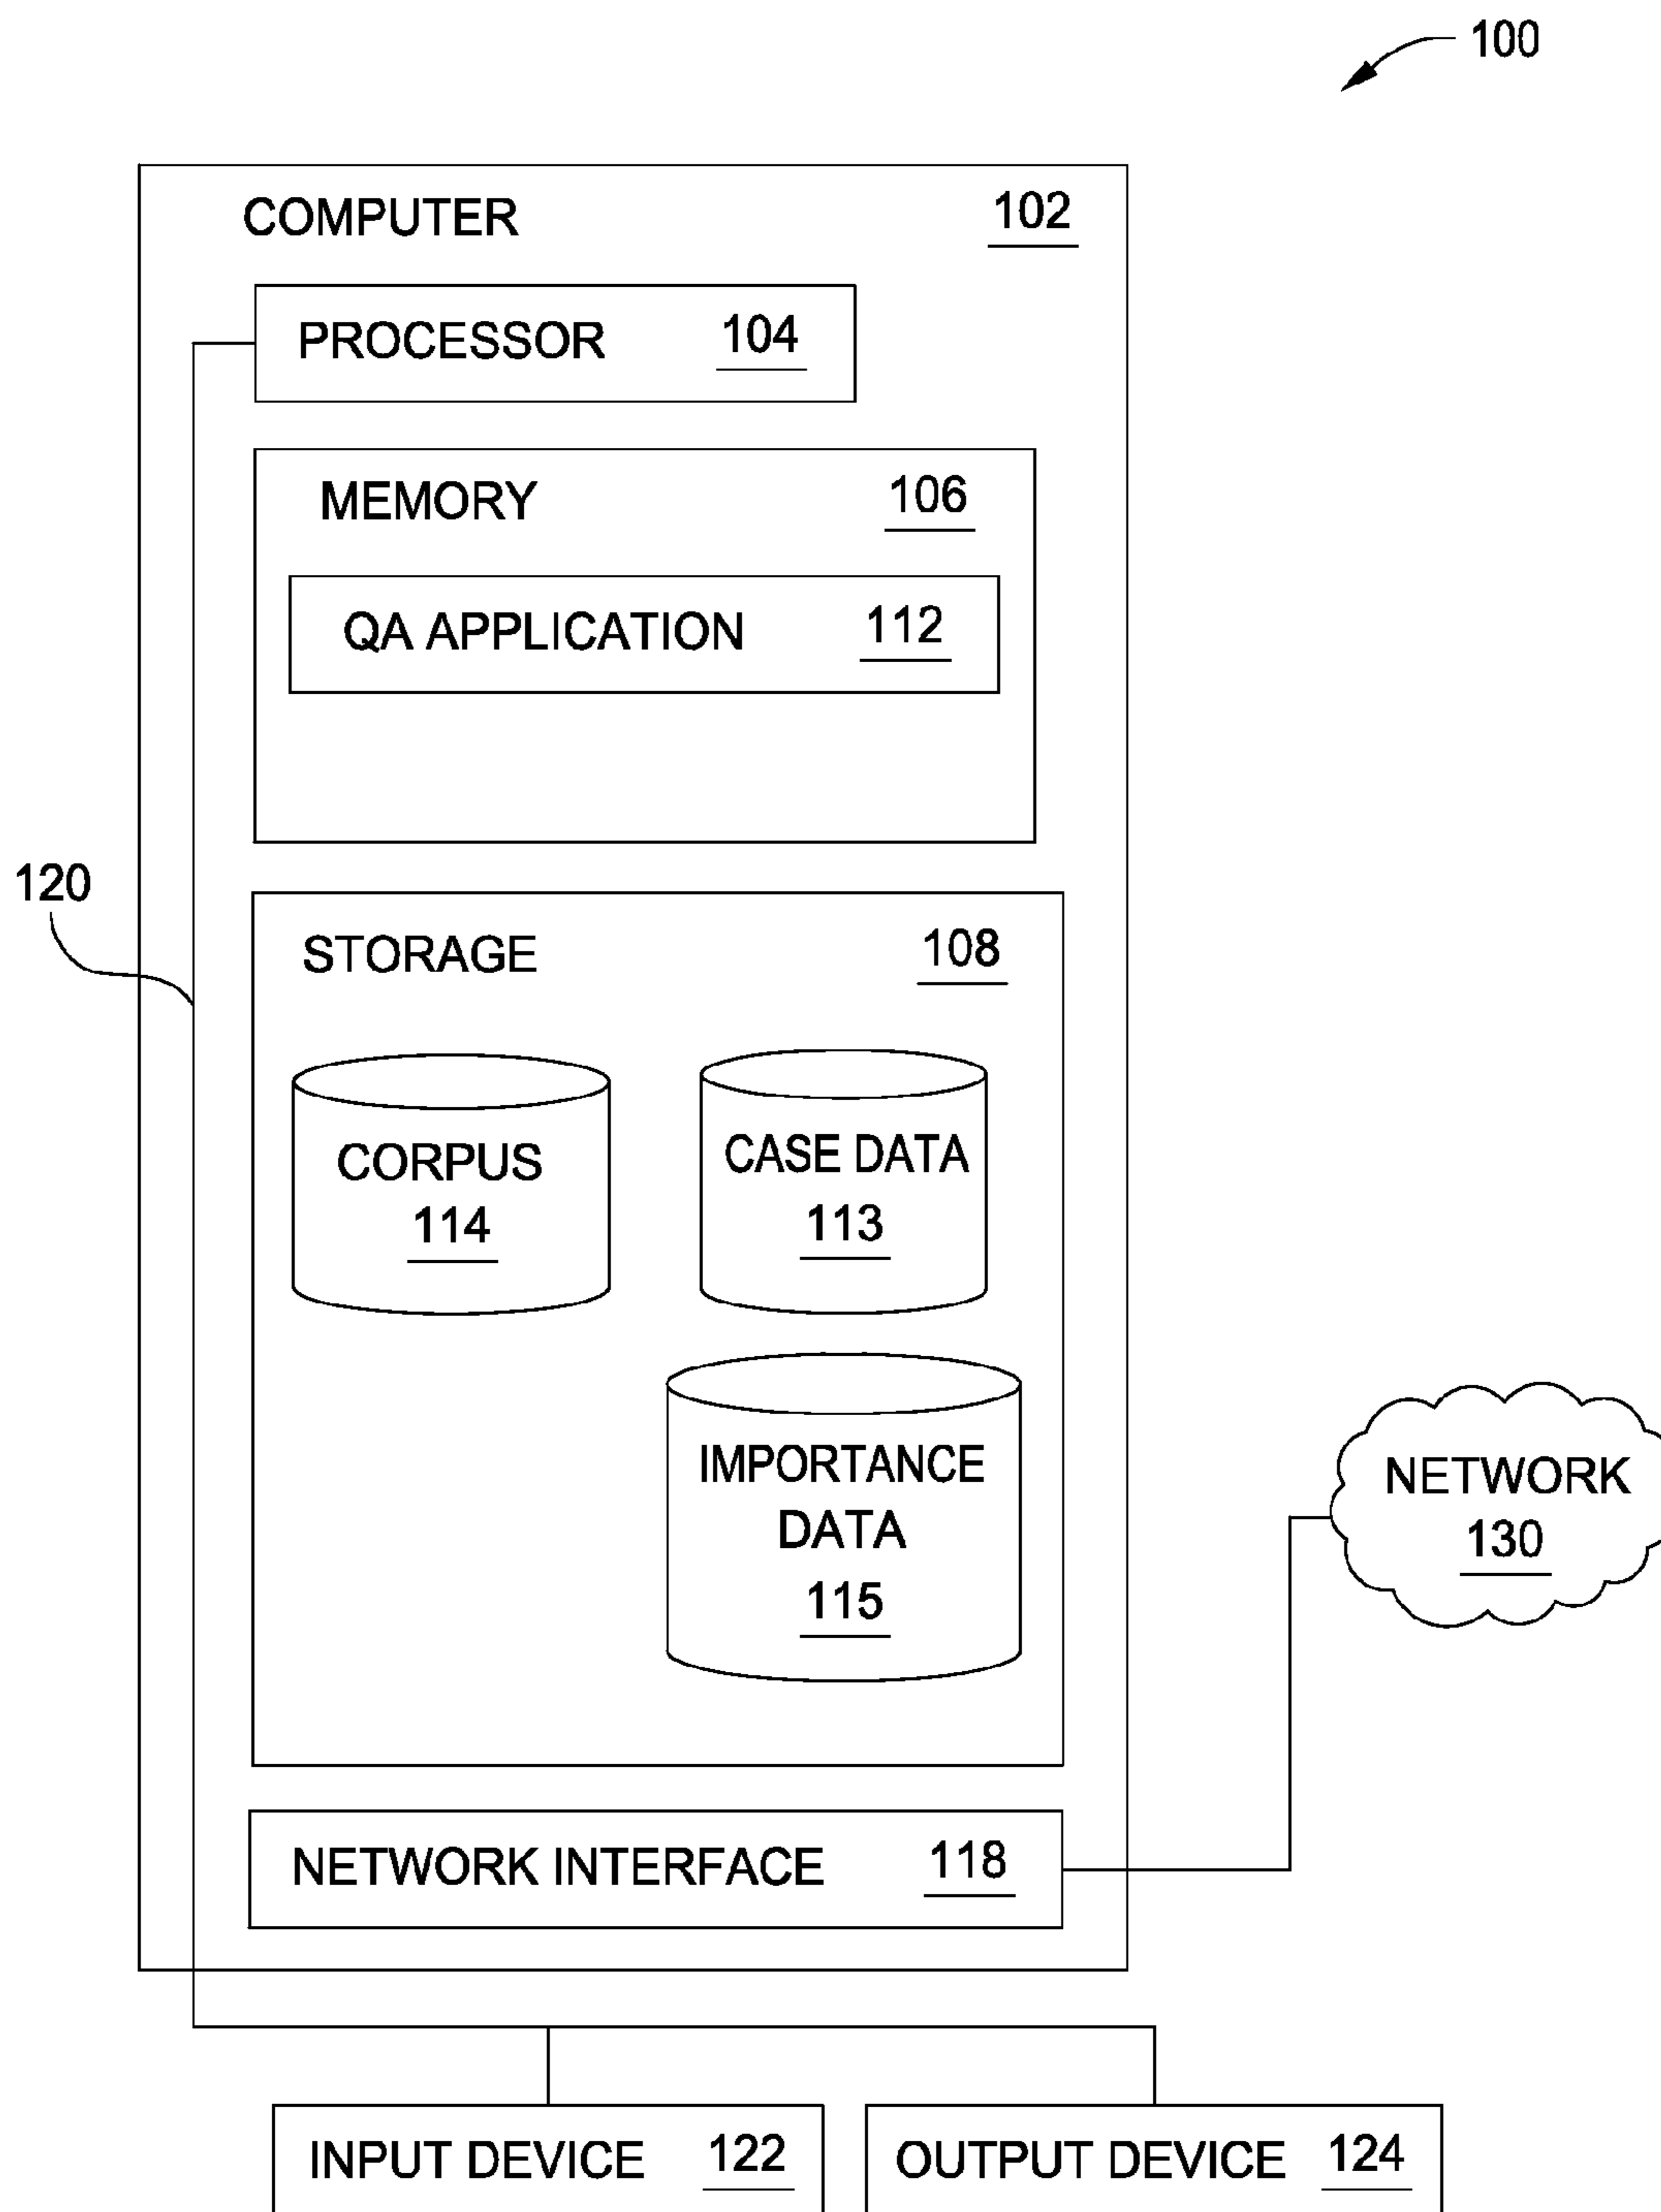 100
COMPUTER 102
PROCESSOR 104
MEMORY 106
QA APPLICATION 112
120
STORAGE 108
CORPUS
114
CASE DATA
113
IMPORTANCE
DATA
115
NETWORK
130
NETWORK INTERFACE 118
INPUT DEVICE 122
OUTPUT DEVICE 124